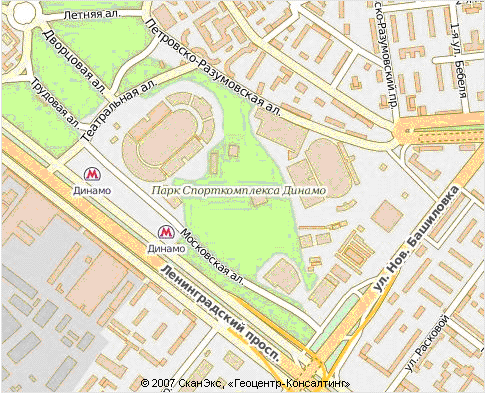 Летняя ал.
Дворцовая ал.
Петровско-Разумовская ал.
ско-Разумовский пр.
1-я ул. Бебеля
Трудовая ал.
Театральная ал.
М
Динамо
Парк Спорткомплекса Динамо
М
Динамо
Московская ал.
ул. Нов. Башиловка
Ленинградский просп.
ул. Расковой
© 2007 СканЭкс, «Геоцентр-Консалтинг»